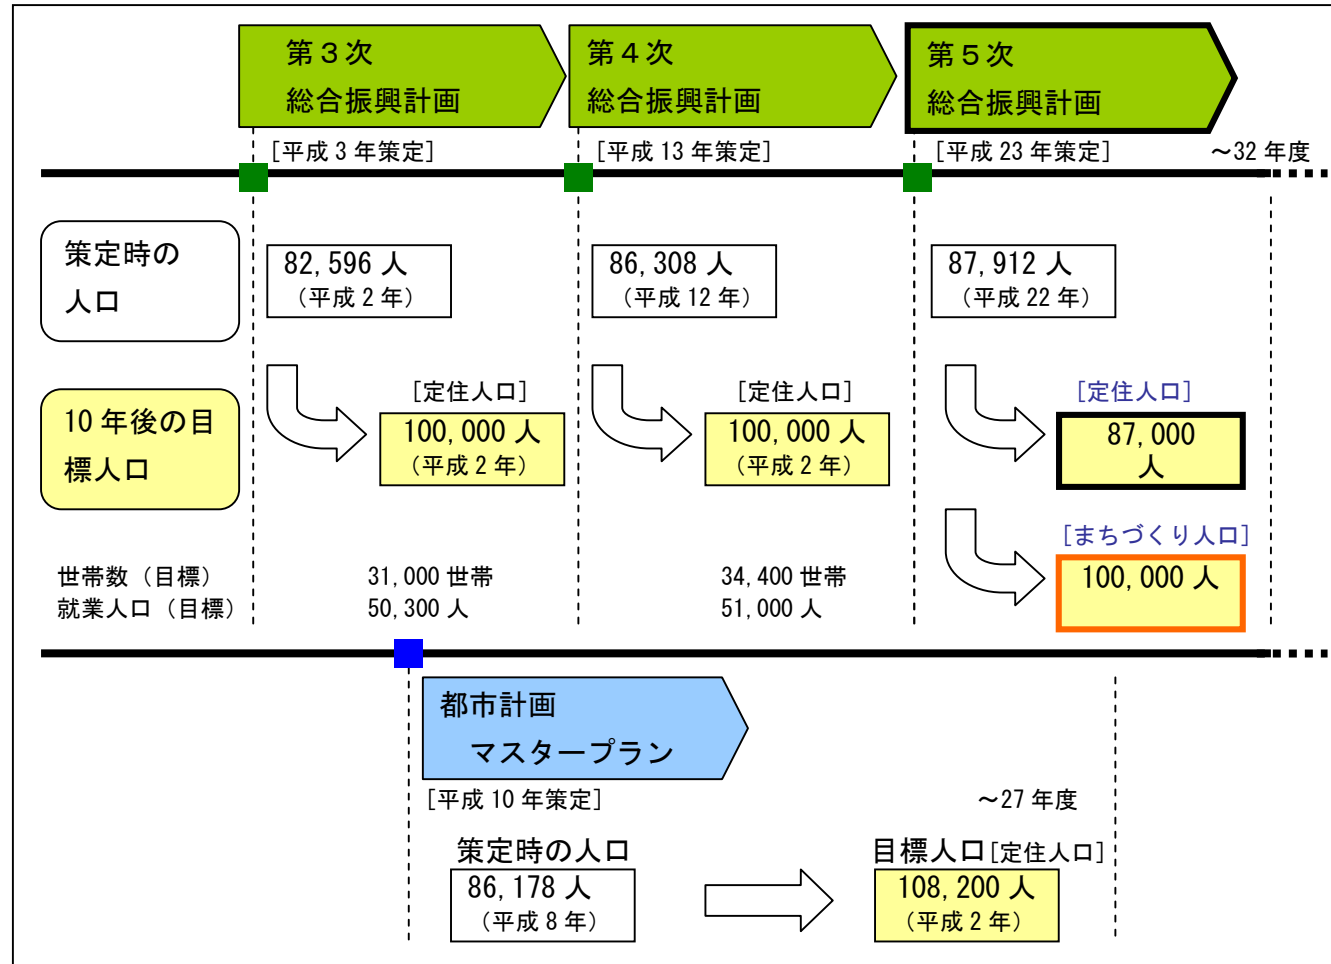 第３次
総合振興計画
第４次
総合振興計画
第５次
総合振興計画
[平成 3 年策定]
[平成 13 年策定]
[平成 23 年策定]
～32 年度
策定時の
人口
82,596 人
（平成 2 年）
86,308 人
（平成 12 年）
87,912 人
（平成 22 年）
10 年後の目
標人口
[定住人口]
100,000 人
（平成 2 年）
[定住人口]
100,000 人
（平成 2 年）
[定住人口]
87,000
人
[まちづくり人口]
100,000 人
世帯数（目標）
31,000 世帯
34,400 世帯
就業人口（目標）
50,300 人
51,000 人
都市計画
マスタープラン
[平成 10 年策定]
～27 年度
策定時の人口
86,178 人
（平成 8 年）
目標人口[定住人口]
108,200 人
（平成 2 年）